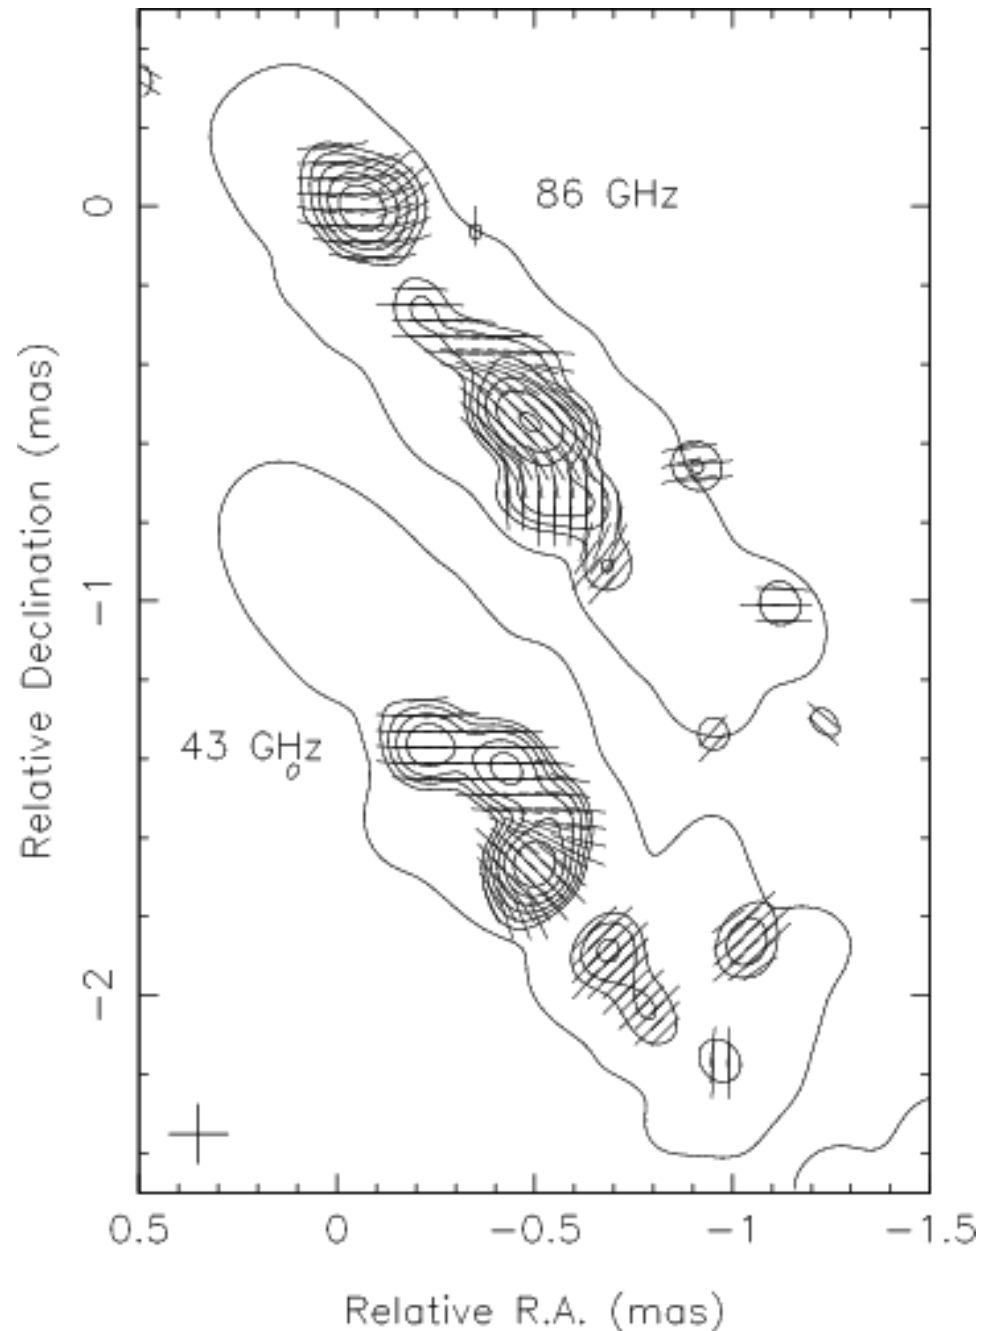 86 GHz
0
-1
43 GHz
-2
Relative Declination (mas)
0.5 0 -0.5 -1 -1.5
Relative R.A. (mas)